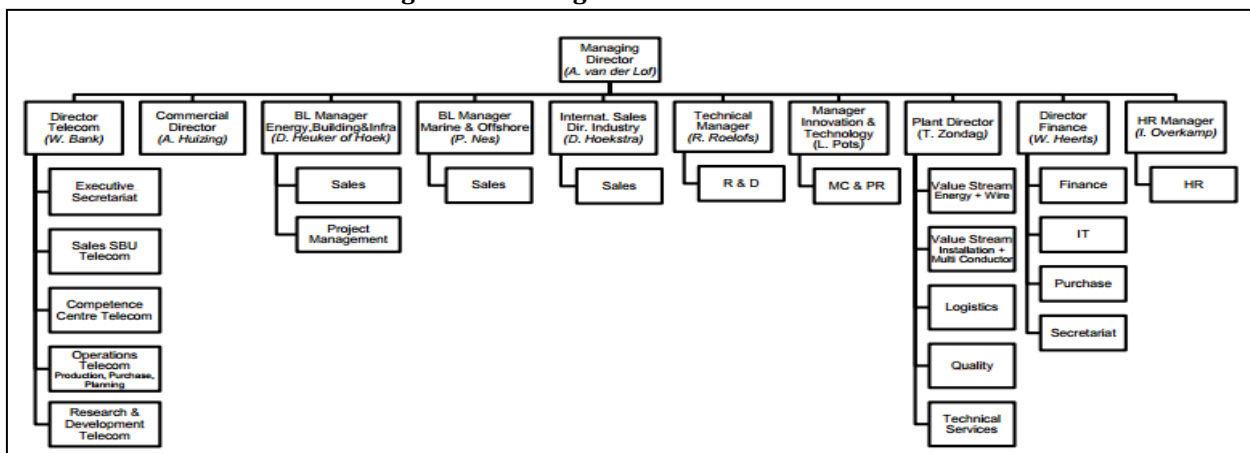 Managing
Director
(A. van der Lof)
Director
Telecom
(W. Bank)
Commercial
Director
(A. Huizing)
BL Manager
Energy,Building&Infra
(D. Heuker of Hoek)
BL Manager
Marine & Offshore
(P. Nes)
Internat. Sales
Dir. Industry
(D. Hoekstra)
Technical
Manager
(R. Roelofs)
Manager
Innovation &
Technology
(L. Pots)
Plant Director
(T. Zondag)
Director
Finance
(W. Heerts)
HR Manager
(I. Overkamp)
Executive
Secretariat
Sales SBU
Telecom
Competence
Centre Telecom
Operations
Telecom
Production, Purchase,
Planning
Research &
Development
Telecom
Sales
Project
Management
Sales
Sales
R & D
MC & PR
Value Stream
Energy + Wire
Value Stream
Installation +
Multi Conductor
Logistics
Quality
Technical
Services
Finance
IT
Purchase
Secretariat
HR